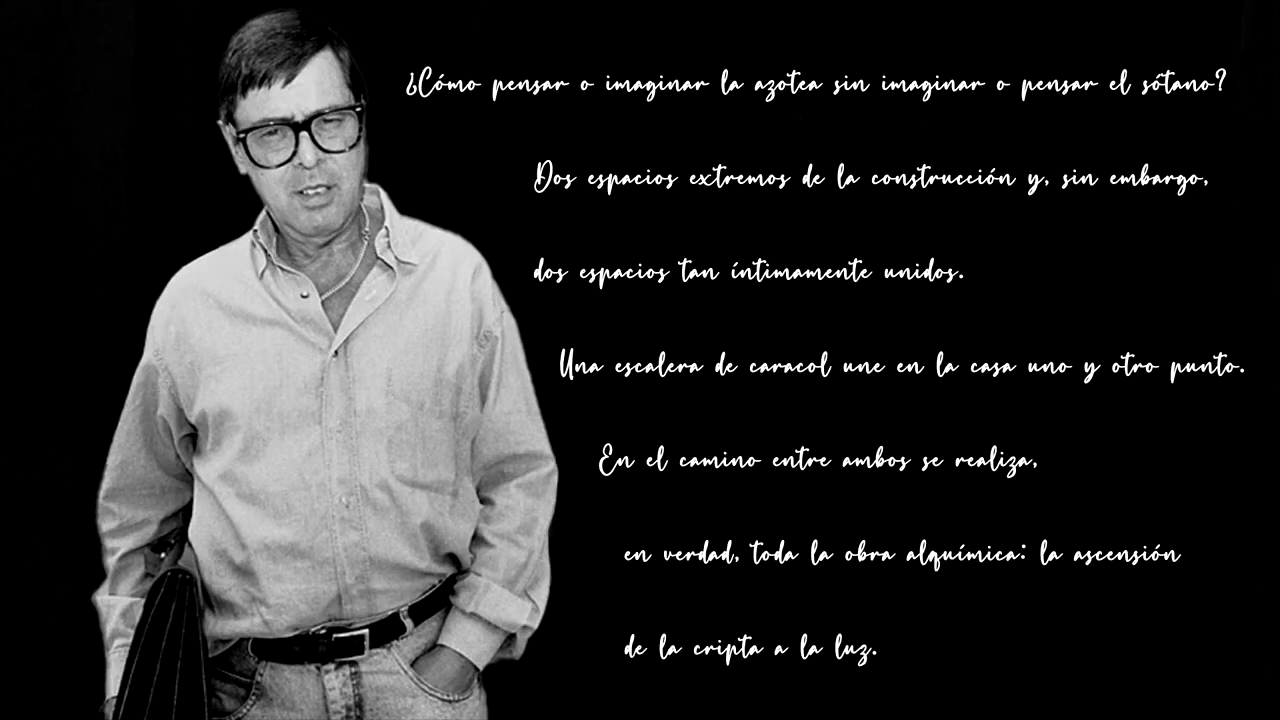 ¿Cómo pensar o imaginar la azotea sin imaginar o pensar el sótano?
Dos espacios extremos de la construcción y, sin embargo,
dos espacios tan íntimamente unidos.
Una escalera de caracol une en la casa uno y otro punto.
En el camino entre ambos se realiza,
en verdad, toda la obra alquímica: la ascensión
de la cripta a la luz.